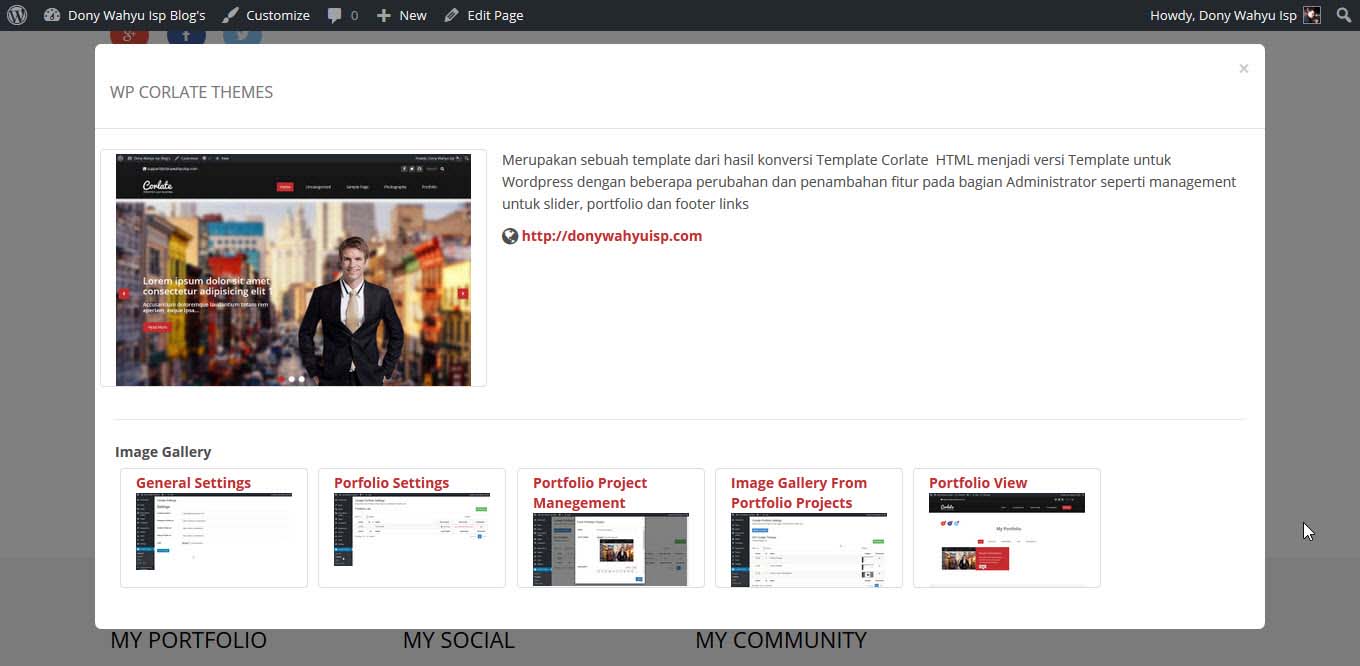 Dony Wahyu Isp Blog's Customize 0 New Edit Page Howdy, Dony Wahyu Isp
g+ f
WP CORLATE THEMES
×
Corlate
Home Uncategorized Sample Page Photography Portfolio
Lorem ipsum dolor sit amet
consectetur adipisicing elit
Accusantium doloremque laudantium totam rem
aperiam, eaque ipsa...
Read More
Merupakan sebuah template dari hasil konversi Template Corlate HTML menjadi versi Template untuk
Wordpress dengan beberapa perubahan dan penambahan fitur pada bagian Administrator seperti management
untuk slider, portfolio dan footer links
http://donywahyuisp.com
Image Gallery
General Settings
Porfolio Settings
Portfolio Project
Manegement
Image Gallery From
Portfolio Projects
Portfolio View
Corlate
My Portfolio
MY PORTFOLIO
MY SOCIAL
MY COMMUNITY